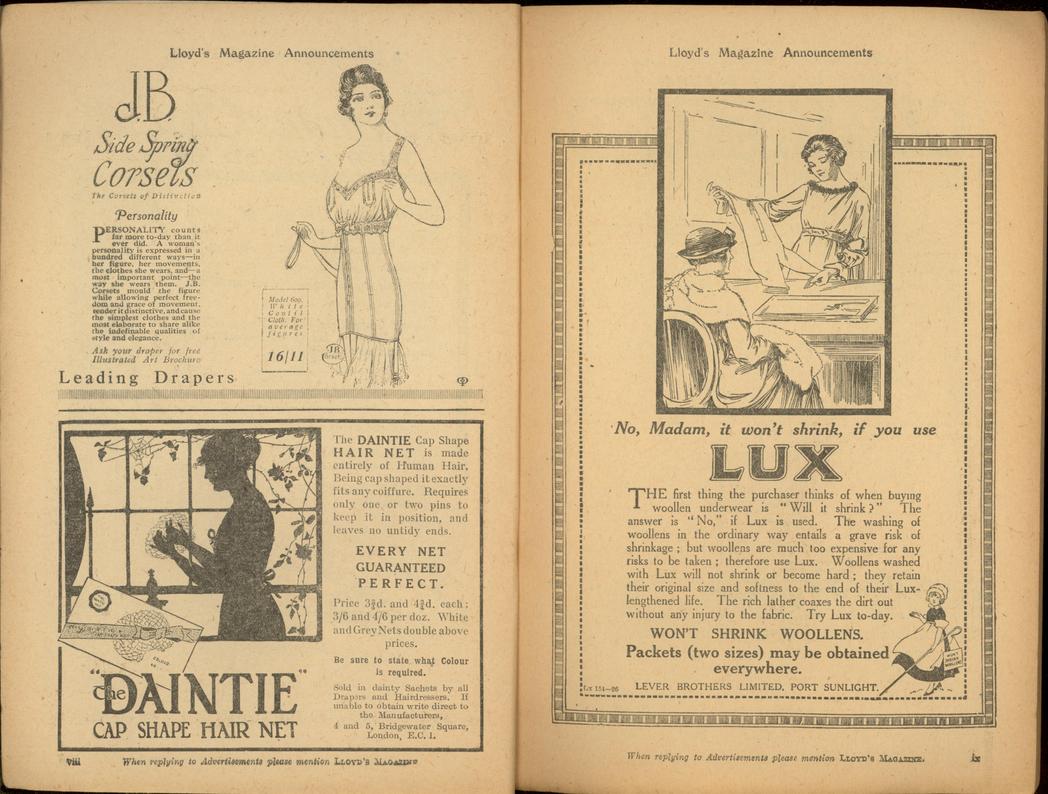 Lloyd's Magazine Announcements
J.B.
Side Spring
Corsets
The Corsets of Distinction
Personality
PERSONALITY counts
far more to-day than it
ever did. A woman's
personality is expressed in a
hundred different ways—in
her figure, her movements,
the clothes she wears, and—a
most important point—the
way she wears them. J.B.
Corsets mould the figure
while allowing perfect free-
dom and grace of movement,
render it distinctive, and cause
the simplest clothes and the
most elaborate to share alike
the indefinable qualities of
style and elegance.
Ask your draper for free
Illustrated Art Brochure
Leading Drapers
Model 600.
White
Coutil
Cloth. For
average
figures.
16/11
JB
The DAINTIE Cap Shape
HAIR NET is made
entirely of Human Hair.
Being cap shaped it exactly
fits any coiffure. Requires
only one or two pins to
keep it in position, and
leaves no untidy ends.
EVERY NET
GUARANTEED
PERFECT.
Price 3¾d. and 4¾d. each;
3/6 and 4/6 per doz. White
and Grey Nets double above
prices.
Be sure to state what Colour
is required.
Sold in dainty Sachets by all
Drapers and Hairdressers. If
unable to obtain write direct to
the Manufacturers,
4 and 5, Bridgewater Square,
London, E.C. 1.
The "DAINTIE"
CAP SHAPE HAIR NET
viii When replying to Advertisements please mention LLOYD'S MAGAZINE
Lloyd's Magazine Announcements
No, Madam, it won't shrink, if you use
LUX
THE first thing the purchaser thinks of when buying
woollen underwear is "Will it shrink?" The
answer is "No," if Lux is used. The washing of
woollens in the ordinary way entails a grave risk of
shrinkage; but woollens are much too expensive for any
risks to be taken; therefore use Lux. Woollens washed
with Lux will not shrink or become hard; they retain
their original size and softness to the end of their Lux-
lengthened life. The rich lather coaxes the dirt out
without any injury to the fabric. Try Lux to-day.
WON'T SHRINK WOOLLENS.
Packets (two sizes) may be obtained
everywhere.
Lx 151—26 LEVER BROTHERS LIMITED, PORT SUNLIGHT.
When replying to Advertisements please mention LLOYD'S MAGAZINE. ix